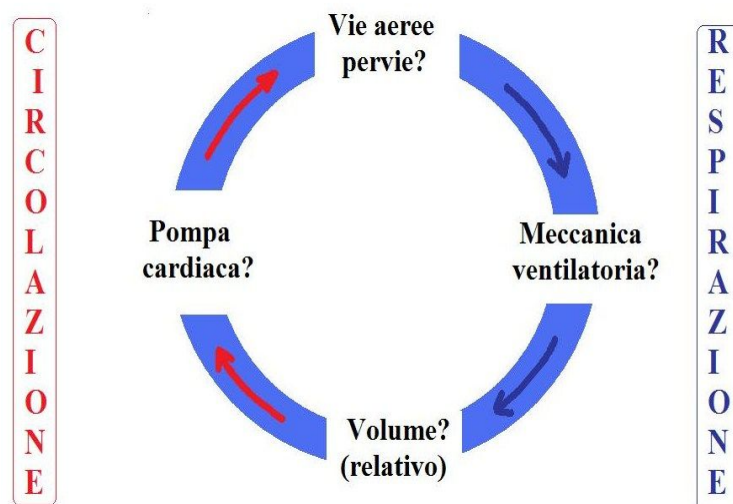 CIRCOLAZIONE
Vie aeree
pervie?
RESPIRAZIONE
Pompa
cardiaca?
Meccanica
ventilatoria?
Volume?
(relativo)